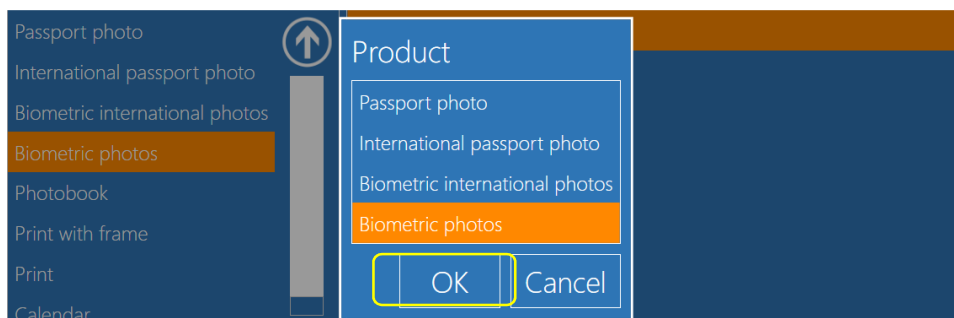 Passport photo
International passport photo
Biometric international photos
Biometric photos
Photobook
Print with frame
Print
Calendar
Product
Passport photo
International passport photo
Biometric international photos
Biometric photos
OK Cancel